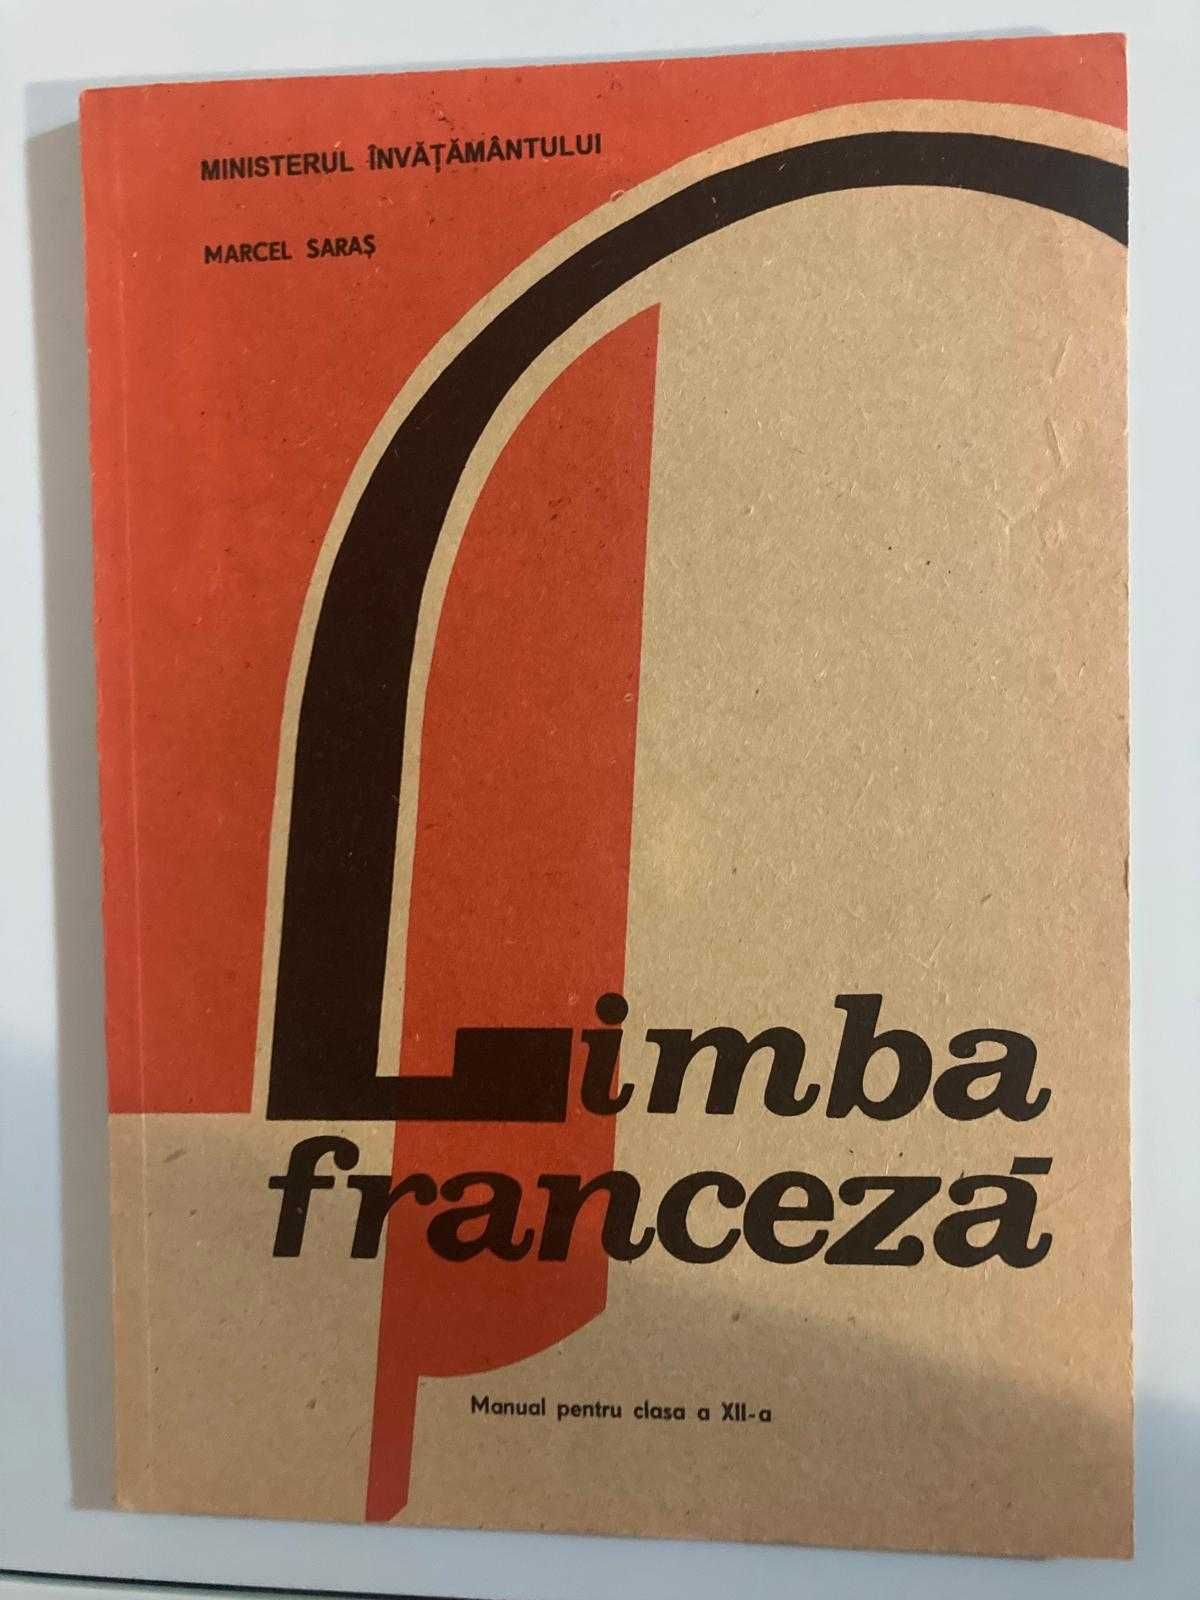 MINISTERUL ÎNVĂȚĂMÂNTULUI
MARCEL SARAȘ
Limba
franceză
Manual pentru clasa a XII-a